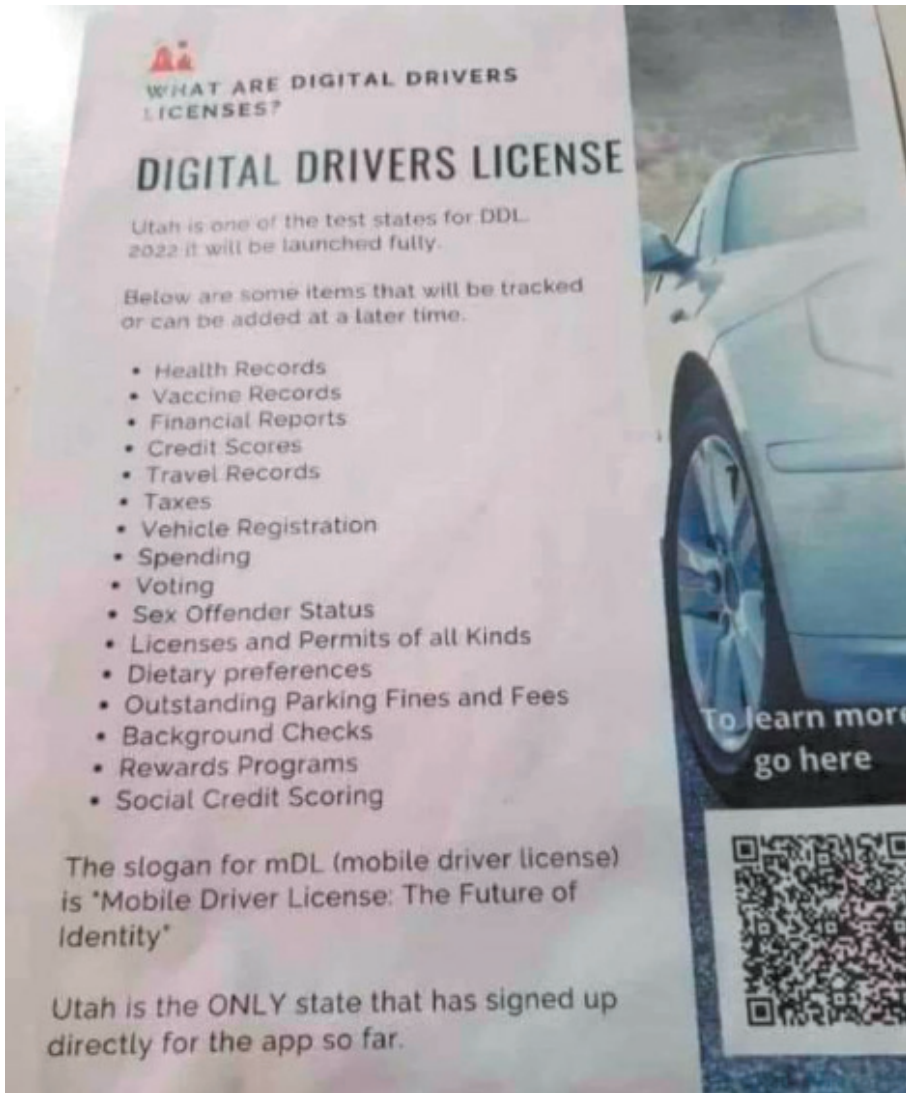 WHAT ARE DIGITAL DRIVERS
LICENSES?
DIGITAL DRIVERS LICENSE
Utah is one of the test states for DDL.
2022 it will be launched fully.
Below are some items that will be tracked
or can be added at a later time.
• Health Records
• Vaccine Records
• Financial Reports
• Credit Scores
• Travel Records
• Taxes
• Vehicle Registration
• Spending
• Voting
• Sex Offender Status
• Licenses and Permits of all Kinds
• Dietary preferences
• Outstanding Parking Fines and Fees
• Background Checks
• Rewards Programs
• Social Credit Scoring
The slogan for mDL (mobile driver license)
is "Mobile Driver License: The Future of
Identity"
Utah is the ONLY state that has signed up
directly for the app so far.
To learn more
go here